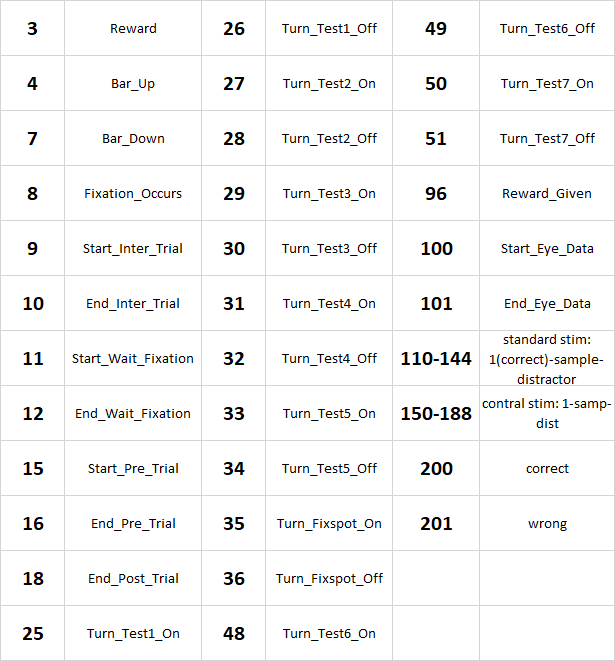 3 Reward 26 Turn_Test1_Off 49 Turn_Test6_Off
4 Bar_Up 27 Turn_Test2_On 50 Turn_Test7_On
7 Bar_Down 28 Turn_Test2_Off 51 Turn_Test7_Off
8 Fixation_Occurs 29 Turn_Test3_On 96 Reward_Given
9 Start_Inter_Trial 30 Turn_Test3_Off 100 Start_Eye_Data
10 End_Inter_Trial 31 Turn_Test4_On 101 End_Eye_Data
11 Start_Wait_Fixation 32 Turn_Test4_Off 110-144 standard stim:
1(correct)-sample-
distractor
12 End_Wait_Fixation 33 Turn_Test5_On 150-188 contral stim: 1-samp-
dist
15 Start_Pre_Trial 34 Turn_Test5_Off 200 correct
16 End_Pre_Trial 35 Turn_Fixspot_On 201 wrong
18 End_Post_Trial 36 Turn_Fixspot_Off
25 Turn_Test1_On 48 Turn_Test6_On